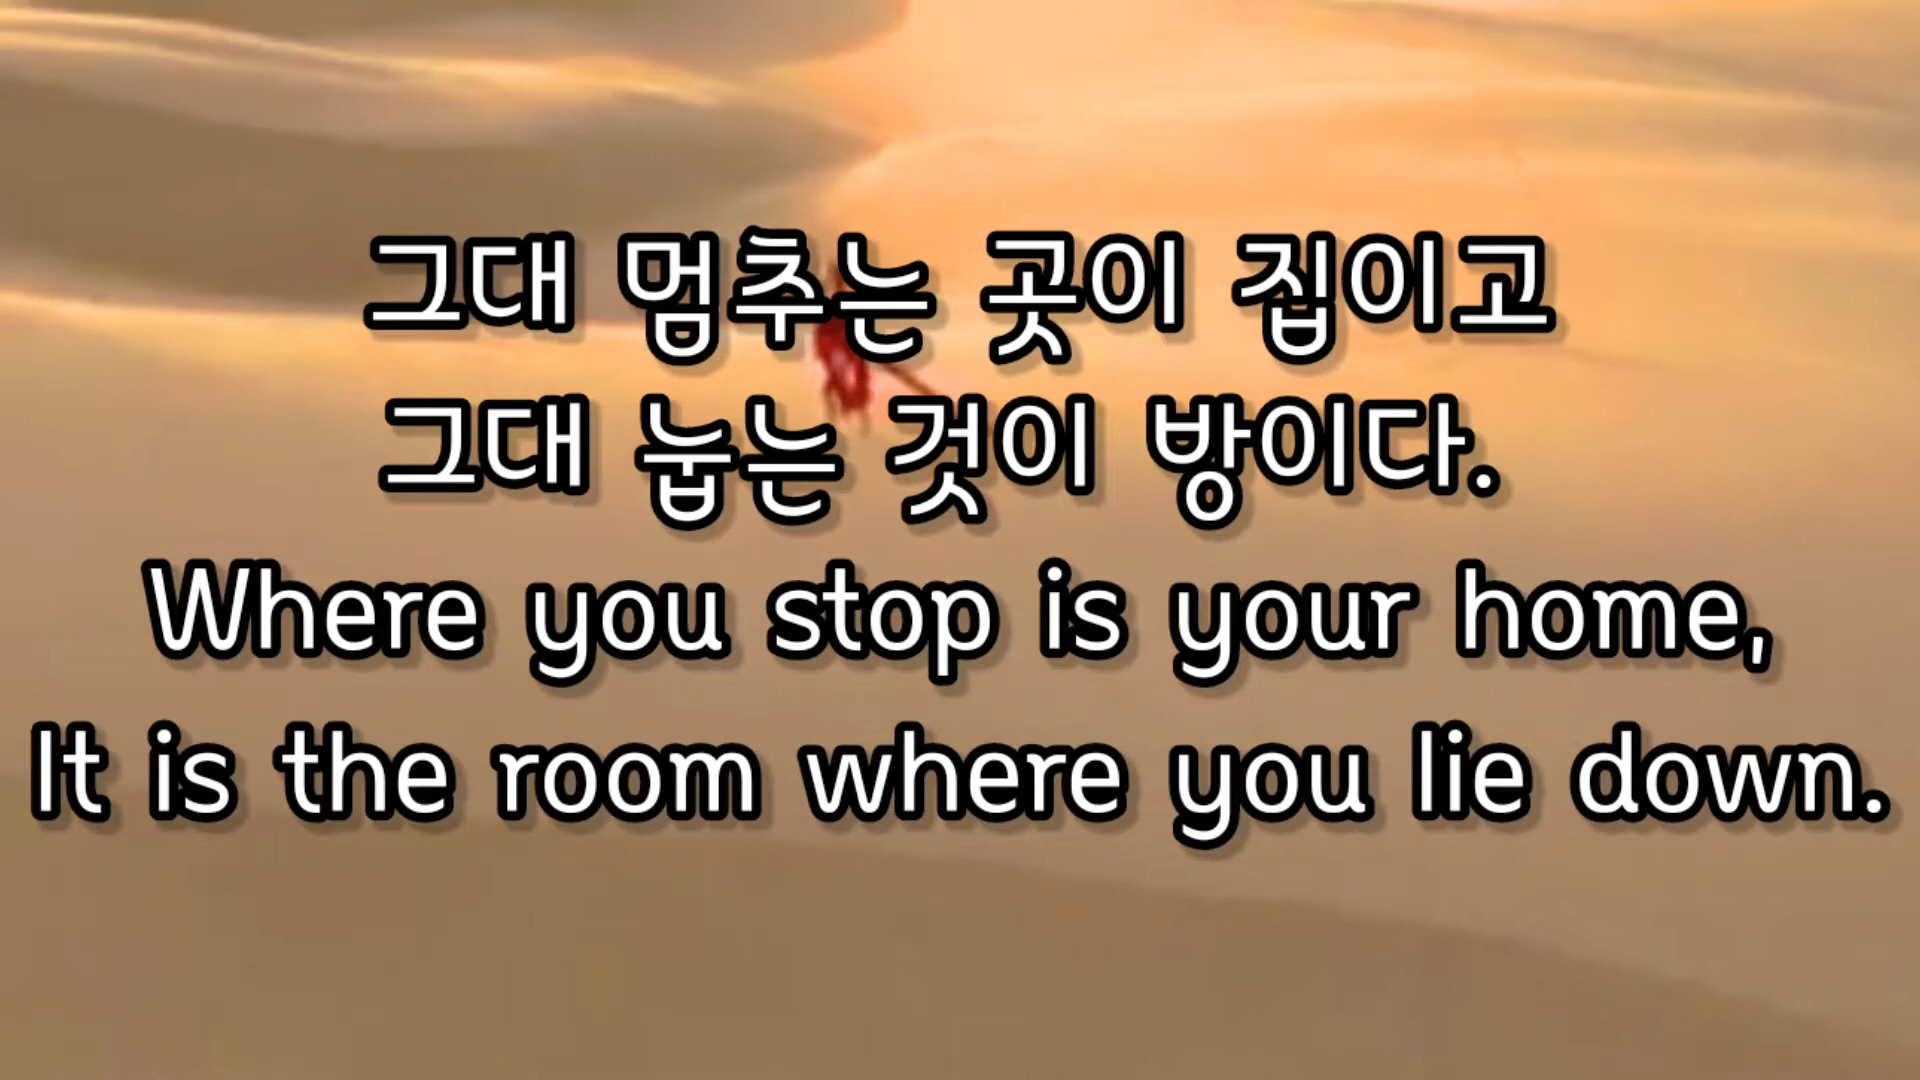 그대 멈추는 곳이 집이고
그대 눕는 것이 방이다.
Where you stop is your home,
It is the room where you lie down.